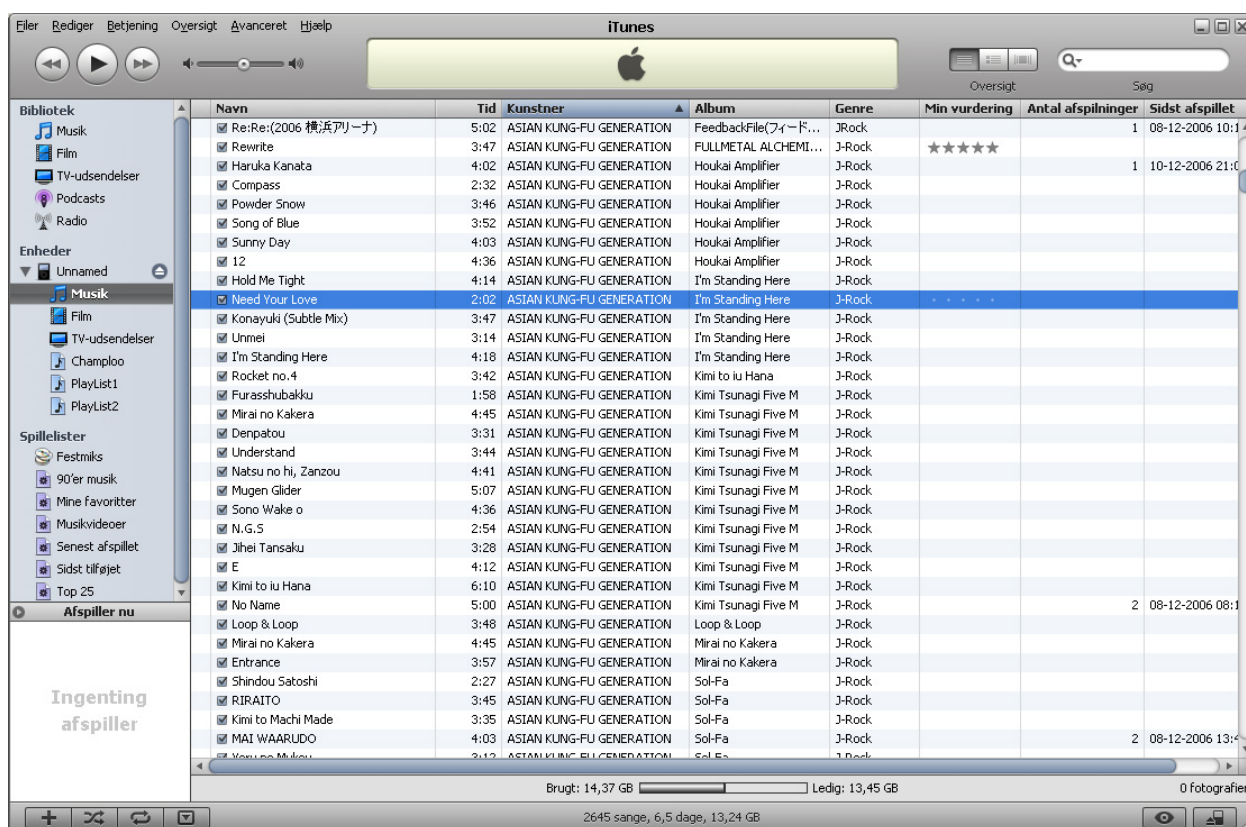 Filer Rediger Betjening Oversigt Avanceret Hjælp iTunes
Oversigt Søg
Bibliotek
Musik
Film
TV-udsendelser
Podcasts
Radio
Enheder
Unnamed
Musik
Film
TV-udsendelser
Champloo
PlayList1
PlayList2
Spillelister
Festmiks
90'er musik
Mine favoritter
Musikvideoer
Senest afspillet
Sidst tilføjet
Top 25
Afspiller nu
Ingenting
afspiller
Navn Tid Kunstner Album Genre Min vurdering Antal afspilninger Sidst afspillet
Re:Re:(2006 横浜アリーナ) 5:02 ASIAN KUNG-FU GENERATION FeedbackFile(フィード... JRock 1 08-12-2006 10:1
Rewrite 3:47 ASIAN KUNG-FU GENERATION FULLMETAL ALCHEMI... J-Rock ★★★★★
Haruka Kanata 4:02 ASIAN KUNG-FU GENERATION Houkai Amplifier J-Rock 1 10-12-2006 21:0
Compass 2:32 ASIAN KUNG-FU GENERATION Houkai Amplifier J-Rock
Powder Snow 3:46 ASIAN KUNG-FU GENERATION Houkai Amplifier J-Rock
Song of Blue 3:52 ASIAN KUNG-FU GENERATION Houkai Amplifier J-Rock
Sunny Day 4:03 ASIAN KUNG-FU GENERATION Houkai Amplifier J-Rock
12 4:36 ASIAN KUNG-FU GENERATION Houkai Amplifier J-Rock
Hold Me Tight 4:14 ASIAN KUNG-FU GENERATION I'm Standing Here J-Rock
Need Your Love 2:02 ASIAN KUNG-FU GENERATION I'm Standing Here J-Rock
Konayuki (Subtle Mix) 3:47 ASIAN KUNG-FU GENERATION I'm Standing Here J-Rock
Unmei 3:14 ASIAN KUNG-FU GENERATION I'm Standing Here J-Rock
I'm Standing Here 4:18 ASIAN KUNG-FU GENERATION I'm Standing Here J-Rock
Rocket no.4 3:42 ASIAN KUNG-FU GENERATION Kimi to iu Hana J-Rock
Furasshubakku 1:58 ASIAN KUNG-FU GENERATION Kimi Tsunagi Five M J-Rock
Mirai no Kakera 4:45 ASIAN KUNG-FU GENERATION Kimi Tsunagi Five M J-Rock
Denpatou 3:31 ASIAN KUNG-FU GENERATION Kimi Tsunagi Five M J-Rock
Understand 3:44 ASIAN KUNG-FU GENERATION Kimi Tsunagi Five M J-Rock
Natsu no hi, Zanzou 4:41 ASIAN KUNG-FU GENERATION Kimi Tsunagi Five M J-Rock
Mugen Glider 5:07 ASIAN KUNG-FU GENERATION Kimi Tsunagi Five M J-Rock
Sono Wake o 4:36 ASIAN KUNG-FU GENERATION Kimi Tsunagi Five M J-Rock
N.G.S 2:54 ASIAN KUNG-FU GENERATION Kimi Tsunagi Five M J-Rock
Jihei Tansaku 3:28 ASIAN KUNG-FU GENERATION Kimi Tsunagi Five M J-Rock
E 4:12 ASIAN KUNG-FU GENERATION Kimi Tsunagi Five M J-Rock
Kimi to iu Hana 6:10 ASIAN KUNG-FU GENERATION Kimi Tsunagi Five M J-Rock
No Name 5:00 ASIAN KUNG-FU GENERATION Kimi Tsunagi Five M J-Rock 2 08-12-2006 08:1
Loop & Loop 3:48 ASIAN KUNG-FU GENERATION Loop & Loop J-Rock
Mirai no Kakera 4:45 ASIAN KUNG-FU GENERATION Mirai no Kakera J-Rock
Entrance 3:57 ASIAN KUNG-FU GENERATION Mirai no Kakera J-Rock
Shindou Satoshi 2:27 ASIAN KUNG-FU GENERATION Sol-Fa J-Rock
RIRAITO 3:45 ASIAN KUNG-FU GENERATION Sol-Fa J-Rock
Kimi to Machi Made 3:35 ASIAN KUNG-FU GENERATION Sol-Fa J-Rock
MAI WAARUDO 4:03 ASIAN KUNG-FU GENERATION Sol-Fa J-Rock 2 08-12-2006 13:4
Brugt: 14,37 GB Ledig: 13,45 GB 0 fotografier
2645 sange, 6,5 dage, 13,24 GB